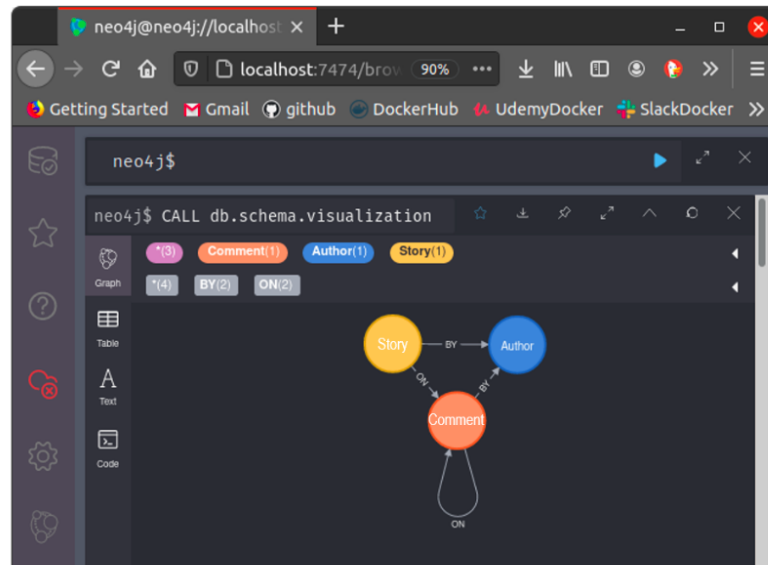 neo4j@neo4j://localhost
localhost:7474/brow 90%
Getting Started Gmail github DockerHub UdemyDocker SlackDocker
neo4j$
neo4j$ CALL db.schema.visualization
*(3) Comment(1) Author(1) Story(1)
Graph
*(4) BY(2) ON(2)
Table
Text
Code
Story BY Author
ON BY
Comment
ON